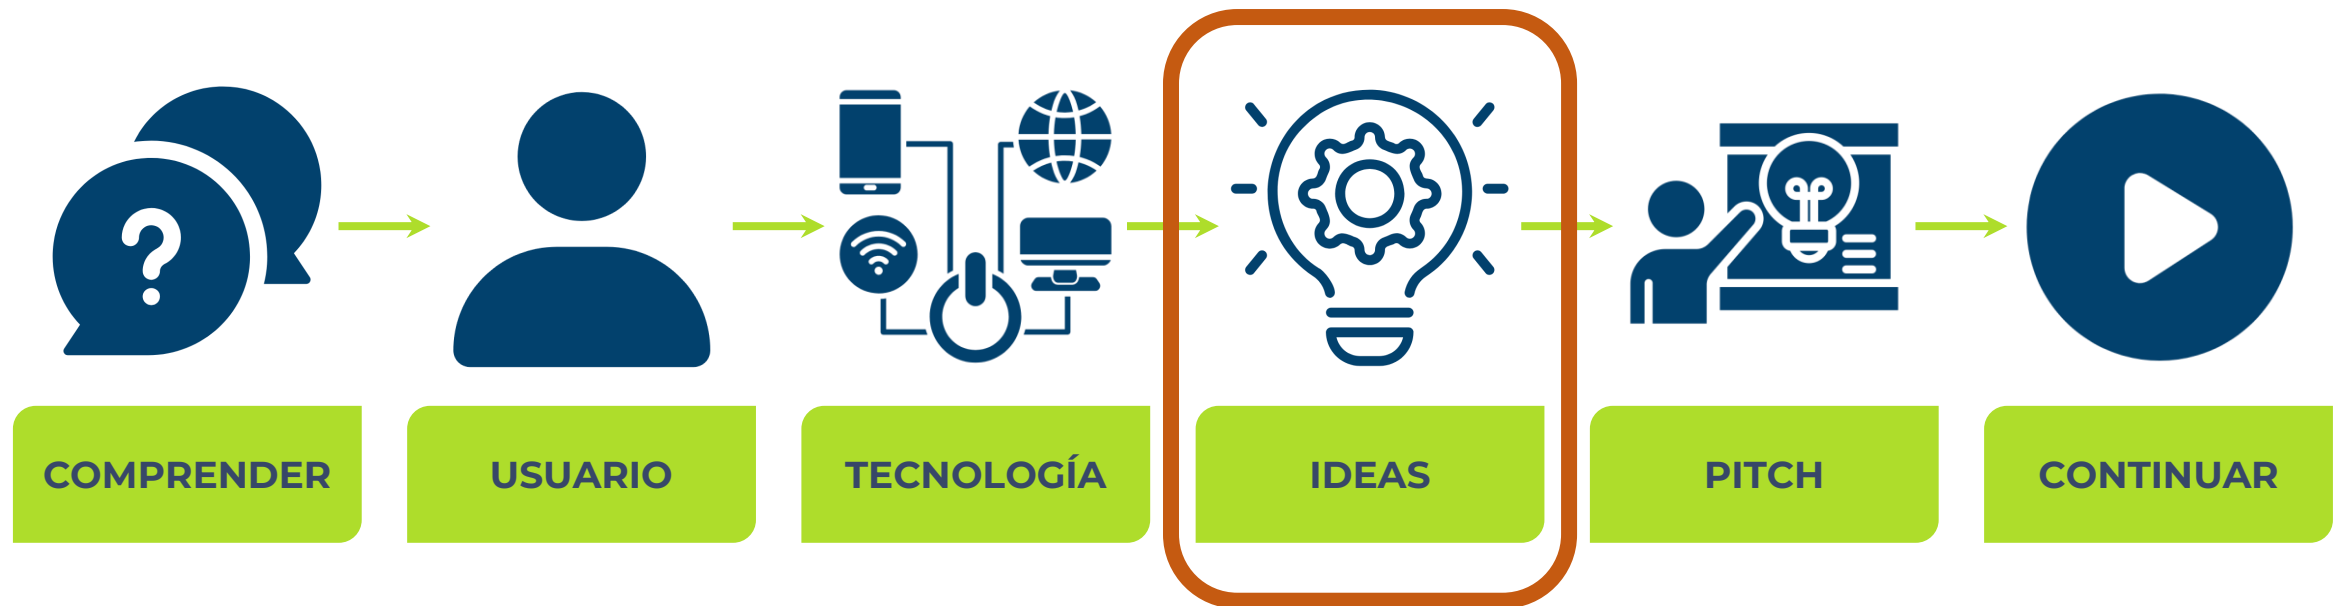 COMPRENDER
USUARIO
TECNOLOGÍA
IDEAS
PITCH
CONTINUAR